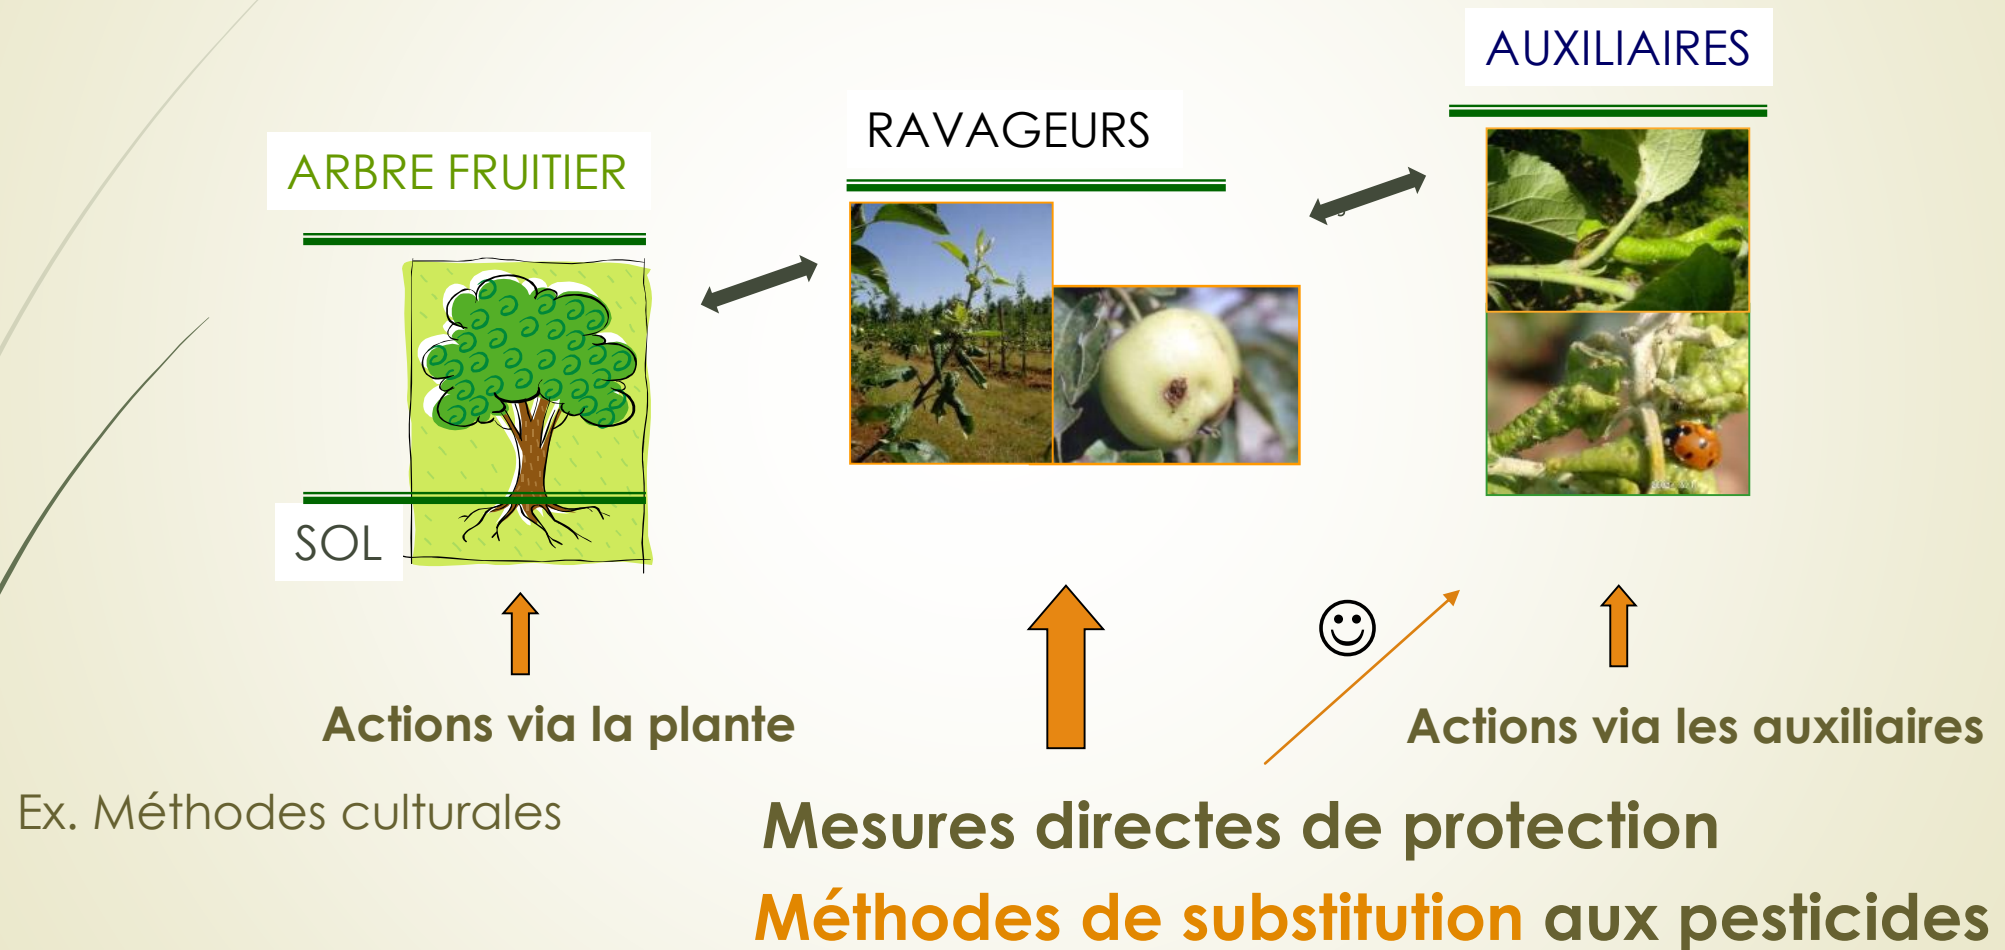 AUXILIAIRES
RAVAGEURS
ARBRE FRUITIER
SOL
Actions via la plante
Actions via les auxiliaires
Ex. Méthodes culturales
Mesures directes de protection
Méthodes de substitution aux pesticides